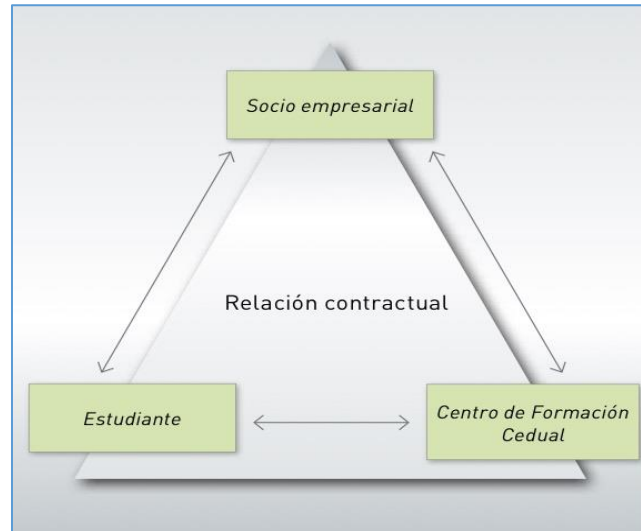 Socio empresarial
Relación contractual
Estudiante
Centro de Formación
Cedual